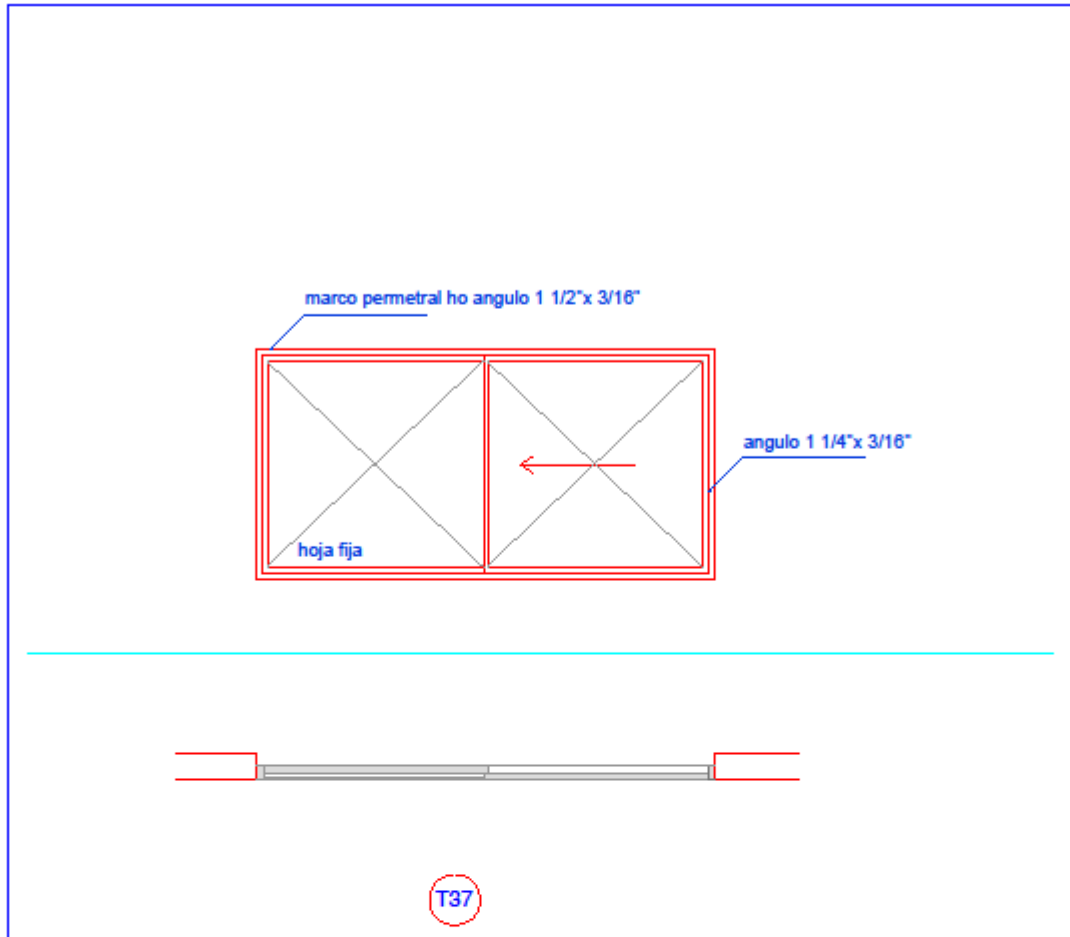 marco permetral ho angulo 1 1/2"x 3/16"
angulo 1 1/4"x 3/16"
hoja fija
T37